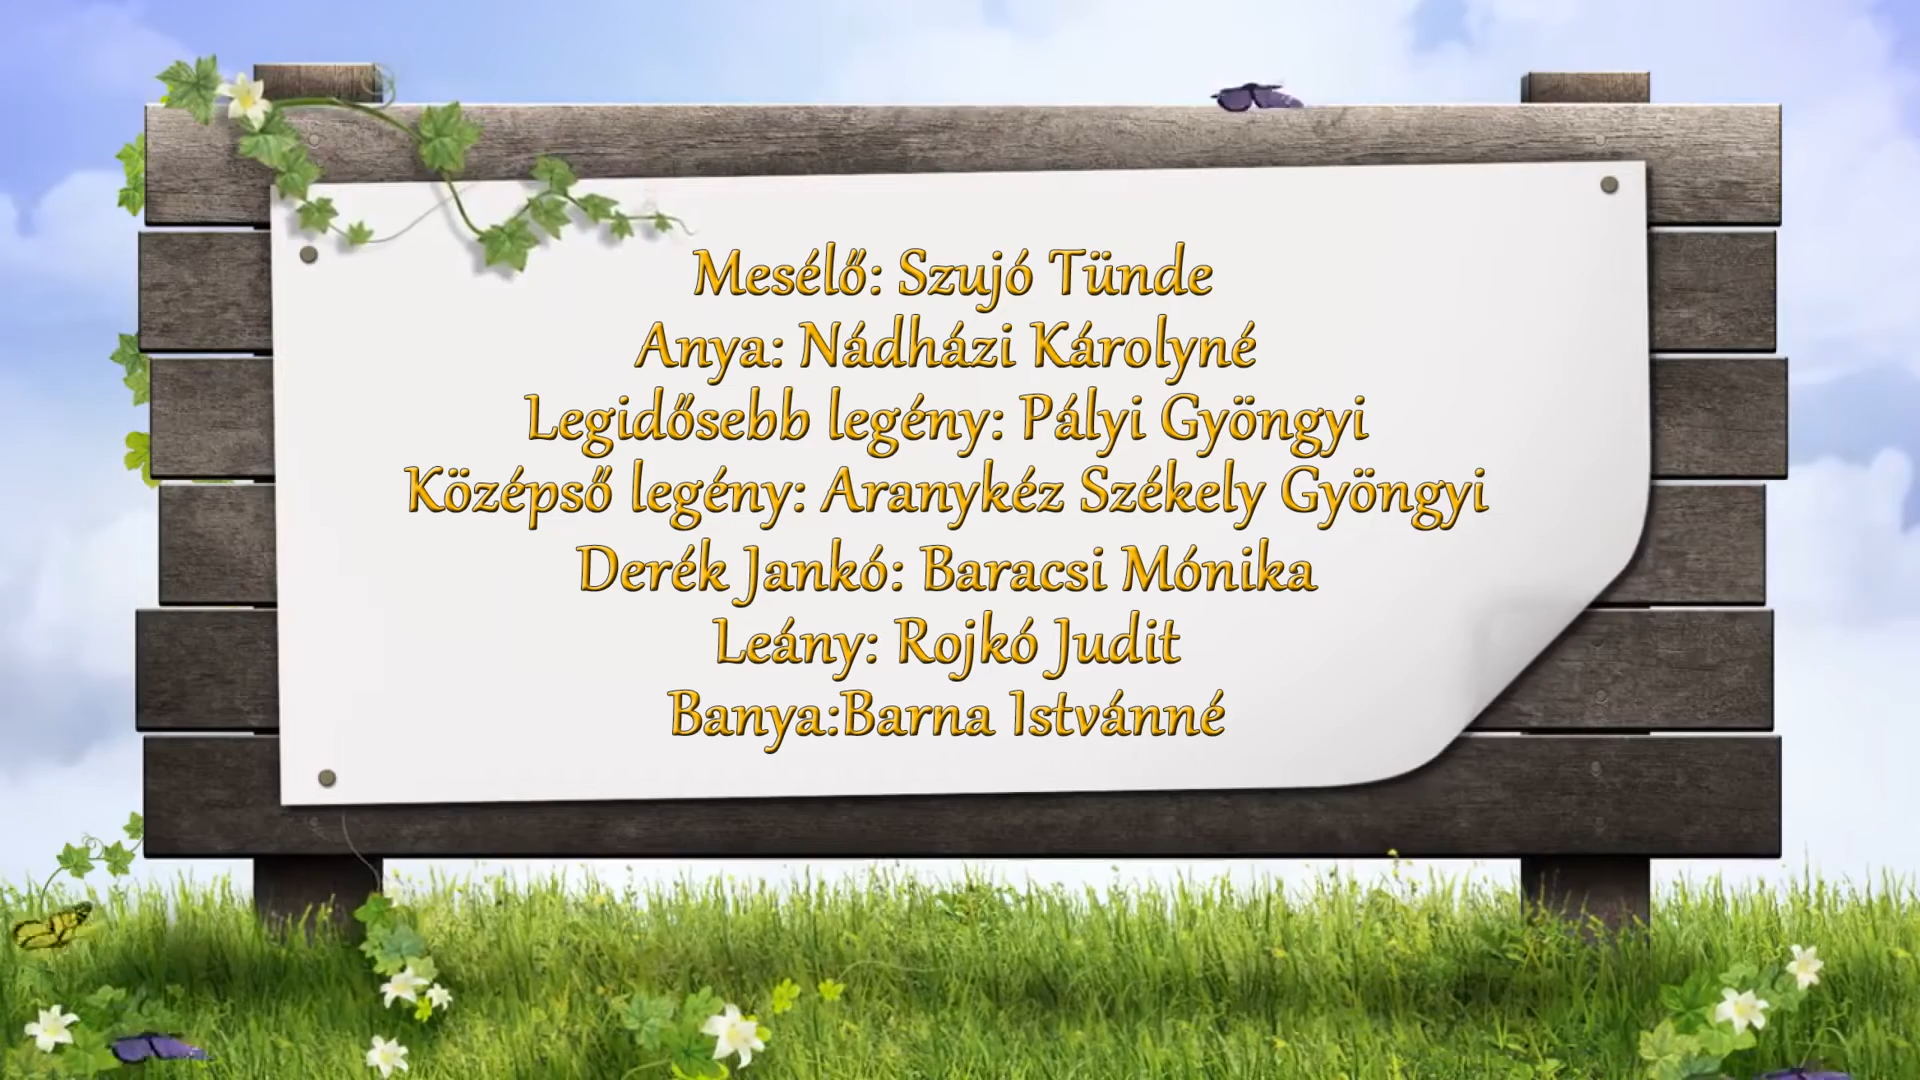 Mesélő: Szujó Tünde
Anya: Nádházi Károlyné
Legidősebb legény: Pályi Gyöngyi
Középső legény: Aranykéz Székely Gyöngyi
Derék Jankó: Baracsi Mónika
Leány: Rojkó Judit
Banya:Barna Istvánné